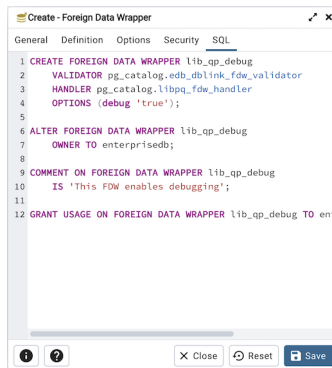 Create - Foreign Data Wrapper
General Definition Options Security SQL
1 CREATE FOREIGN DATA WRAPPER lib_qp_debug
2 VALIDATOR pg_catalog.edb_dblink_fdw_validator
3 HANDLER pg_catalog.libpq_fdw_handler
4 OPTIONS (debug 'true');
5
6 ALTER FOREIGN DATA WRAPPER lib_qp_debug
7 OWNER TO enterprisedb;
8
9 COMMENT ON FOREIGN DATA WRAPPER lib_qp_debug
10 IS 'This FDW enables debugging';
11
12 GRANT USAGE ON FOREIGN DATA WRAPPER lib_qp_debug TO en
Close Reset Save